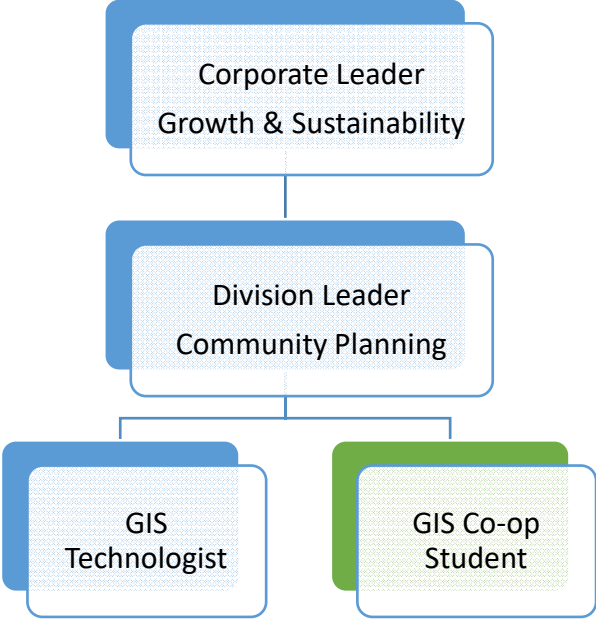 Corporate Leader
Growth & Sustainability
Division Leader
Community Planning
GIS
Technologist
GIS Co-op
Student